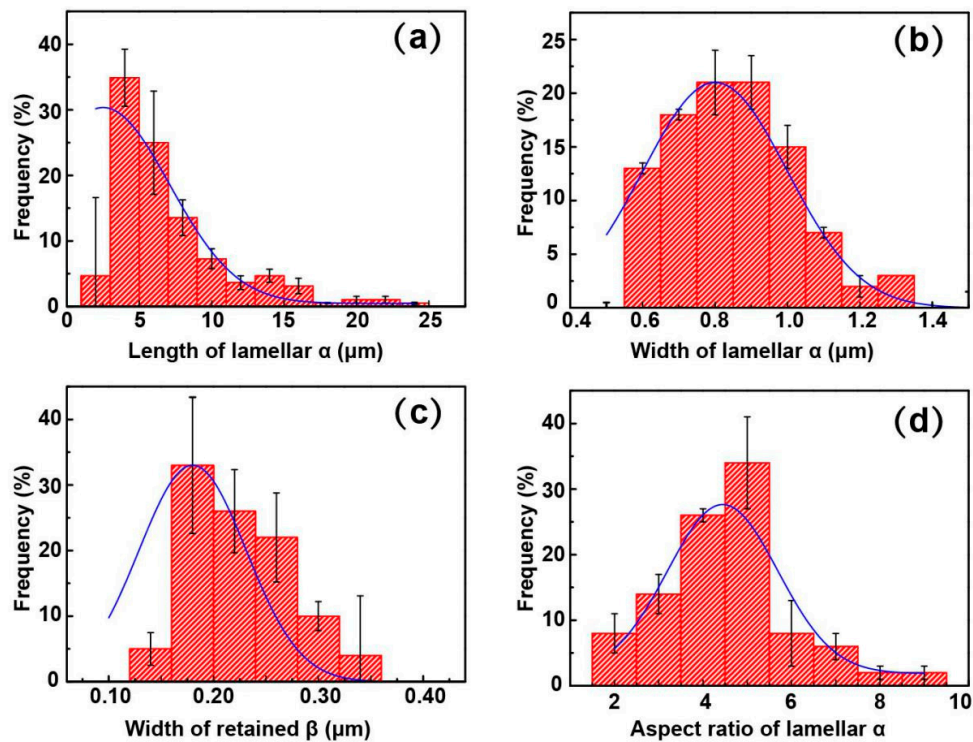 (a)
40
30
20
10
0
Frequency (%)
0 5 10 15 20 25
Length of lamellar α (μm)
(b)
25
20
15
10
5
0
Frequency (%)
0.4 0.6 0.8 1.0 1.2 1.4
Width of lamellar α (μm)
(c)
40
30
20
10
0
Frequency (%)
0.10 0.20 0.30 0.40
Width of retained β (μm)
(d)
40
30
20
10
0
Frequency (%)
2 4 6 8 10
Aspect ratio of lamellar α